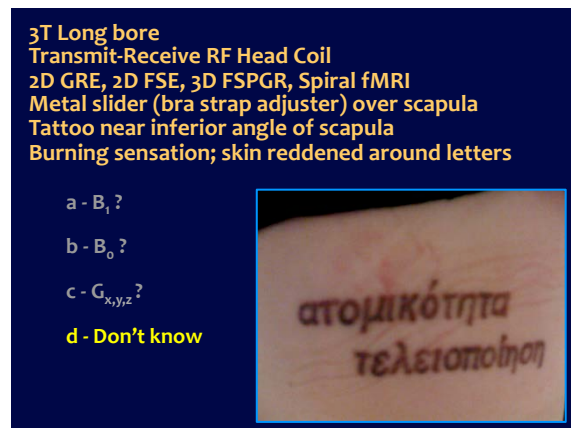 3T Long bore
Transmit-Receive RF Head Coil
2D GRE, 2D FSE, 3D FSPGR, Spiral fMRI
Metal slider (bra strap adjuster) over scapula
Tattoo near inferior angle of scapula
Burning sensation; skin reddened around letters
a - B₁ ?
b - B₀ ?
c - Gx,y,z ?
d - Don't know
ατομικότητα
τελειοποίηση